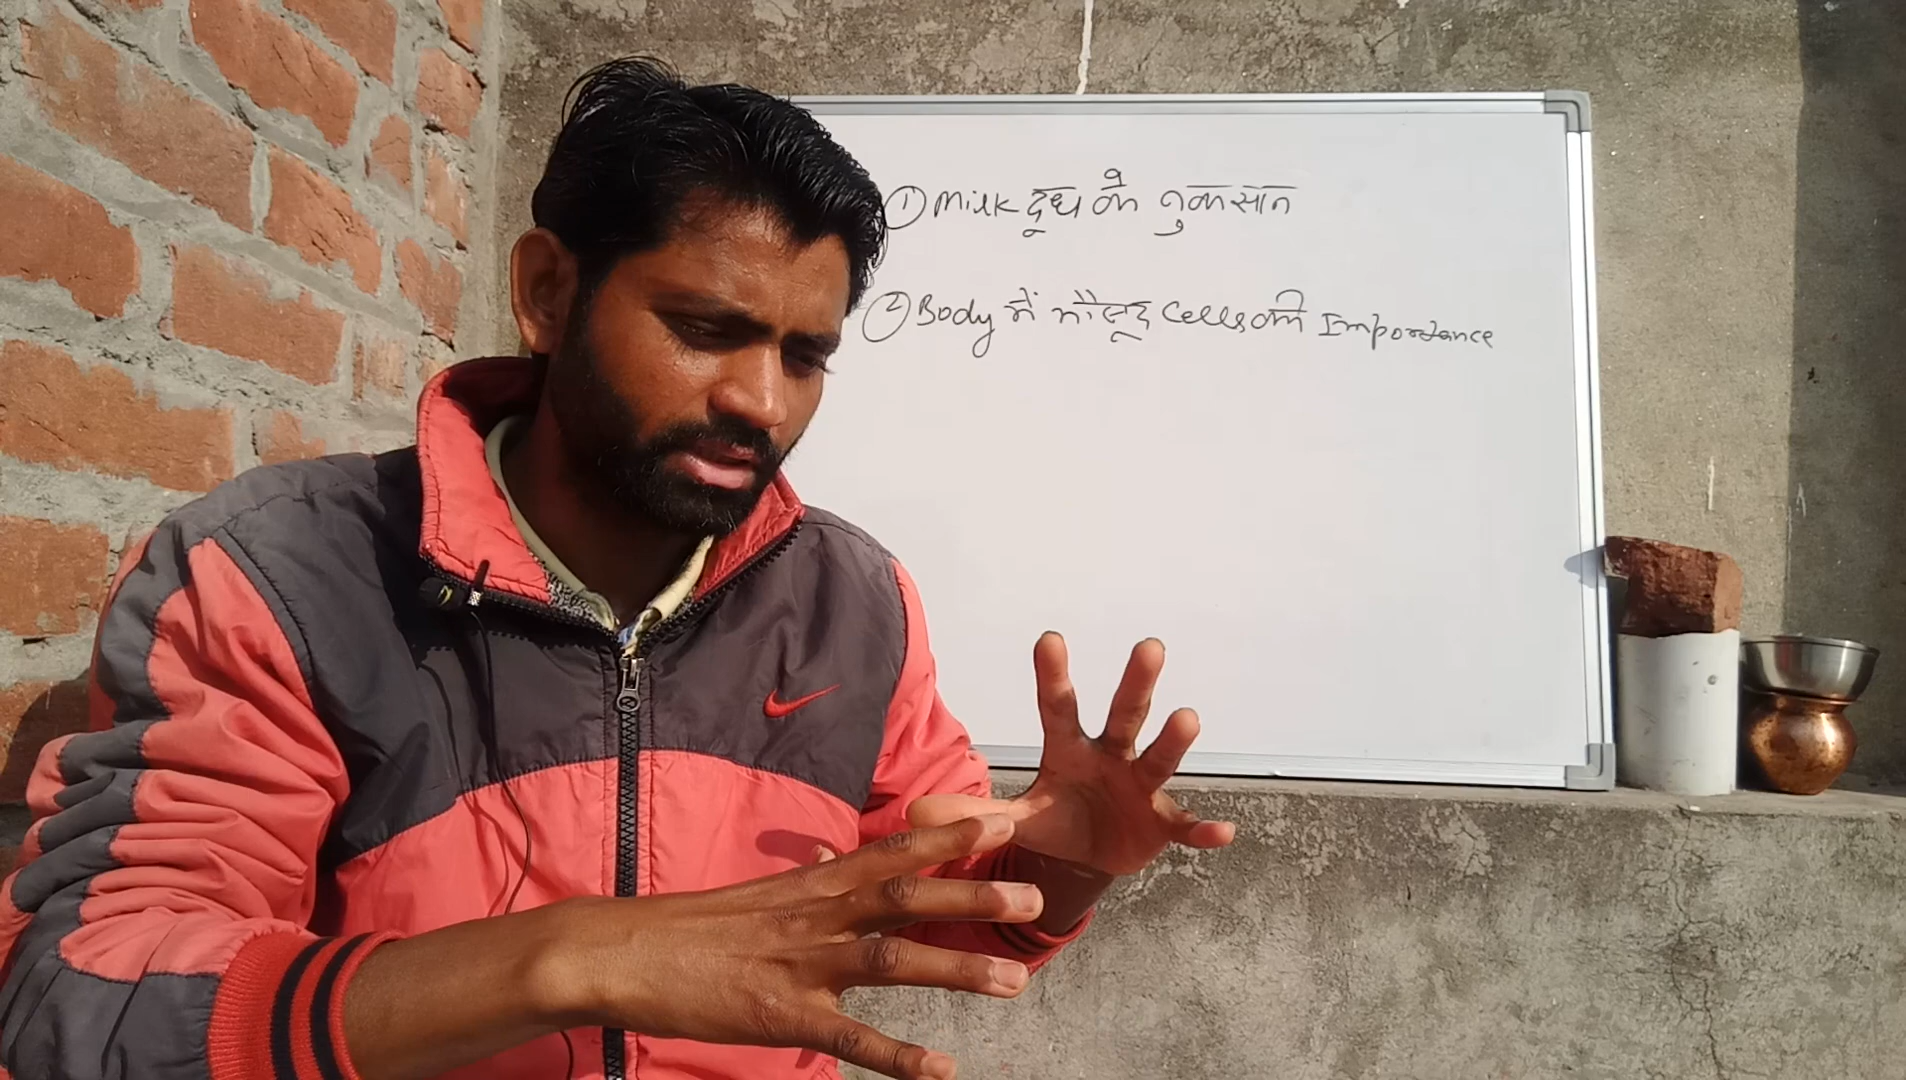 ① Milk दूध के नुकसान
② Body में मौजूद Cells की Importance